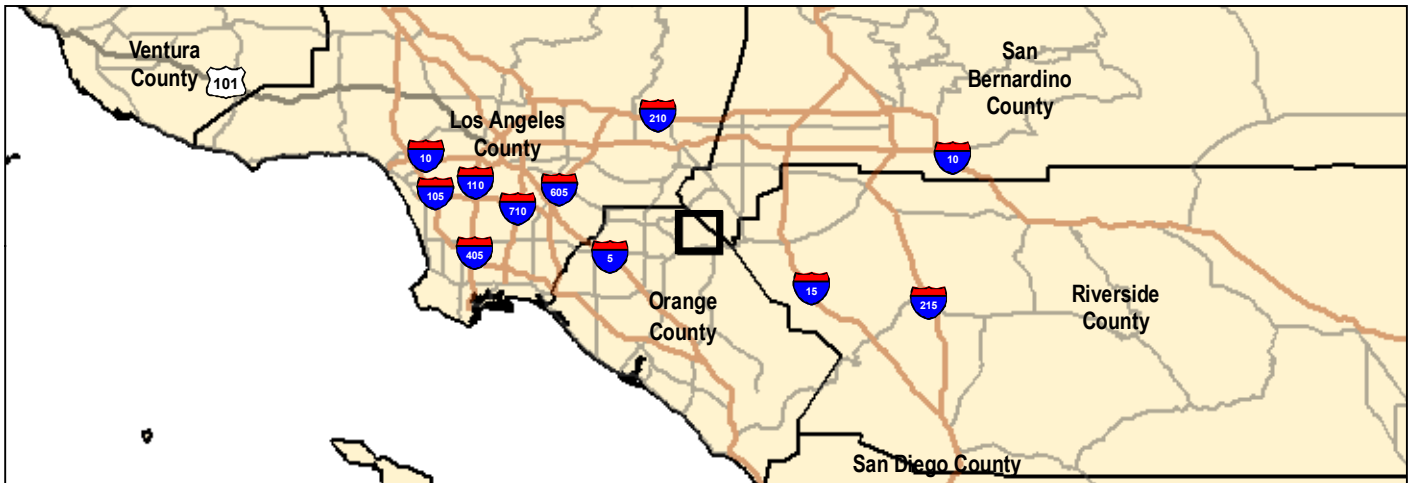 Ventura
County
101
San
Bernardino
County
Los Angeles
County
210
10
10
110
105
605
710
405
5
15
215
Orange
County
Riverside
County
San Diego County